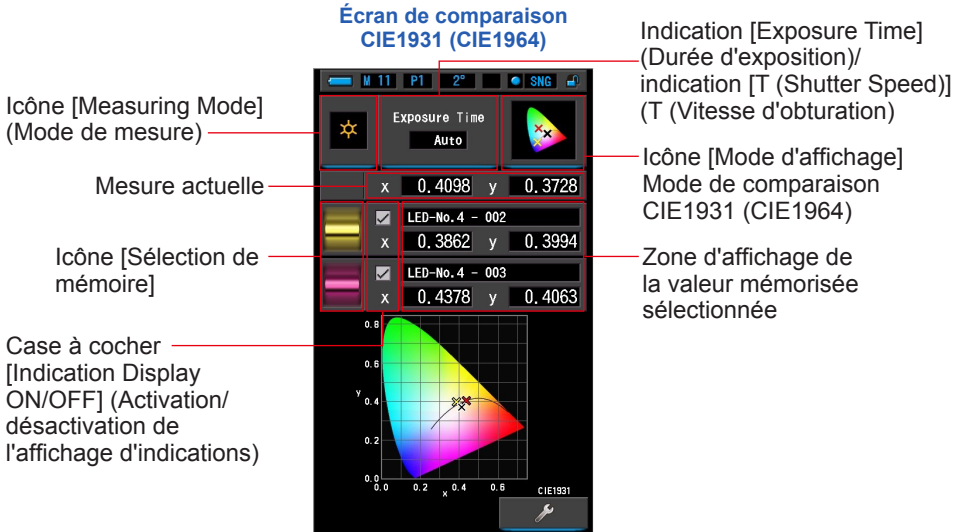 Écran de comparaison
CIE1931 (CIE1964)
Indication [Exposure Time]
(Durée d'exposition)/
indication [T (Shutter Speed)]
(T (Vitesse d'obturation)
Icône [Measuring Mode]
(Mode de mesure)
Mesure actuelle
Icône [Sélection de
mémoire]
Case à cocher
[Indication Display
ON/OFF] (Activation/
désactivation de
l'affichage d'indications)
M 11 P1 2° SNG
Exposure Time
Auto
x 0.4098 y 0.3728
LED-No.4 - 002
x 0.3862 y 0.3994
LED-No.4 - 003
x 0.4378 y 0.4063
0.8
0.6
y
0.4
0.2
0.0
0.0 0.2 x 0.4 0.6
CIE1931
Icône [Mode d'affichage]
Mode de comparaison
CIE1931 (CIE1964)
Zone d'affichage de
la valeur mémorisée
sélectionnée